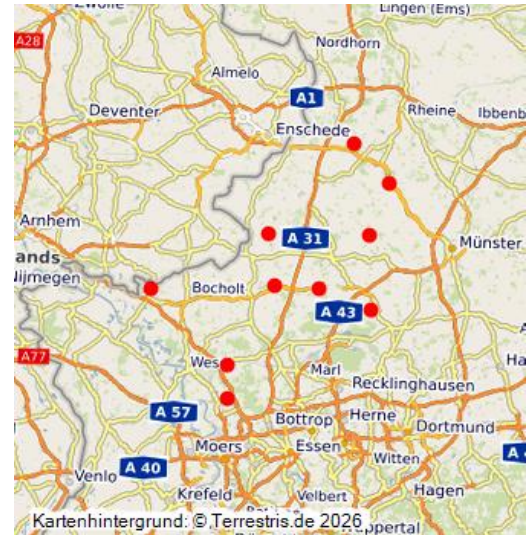 Zwolle
Lingen (Ems)
A28
Nordhorn
Almelo
A1
Deventer
Rheine
Ibbenb
Enschede
Arnhem
A 31
Münster
ands
Nijmegen
Bocholt
A 43
A77
Wes
Marl
Recklinghausen
A 57
Bottrop
Herne
Dortmund
Moers
Essen
A 40
Witten
Venlo
Krefeld
Velbert
Hagen
Kartenhintergrund: © Terrestris.de 2026
uppertal